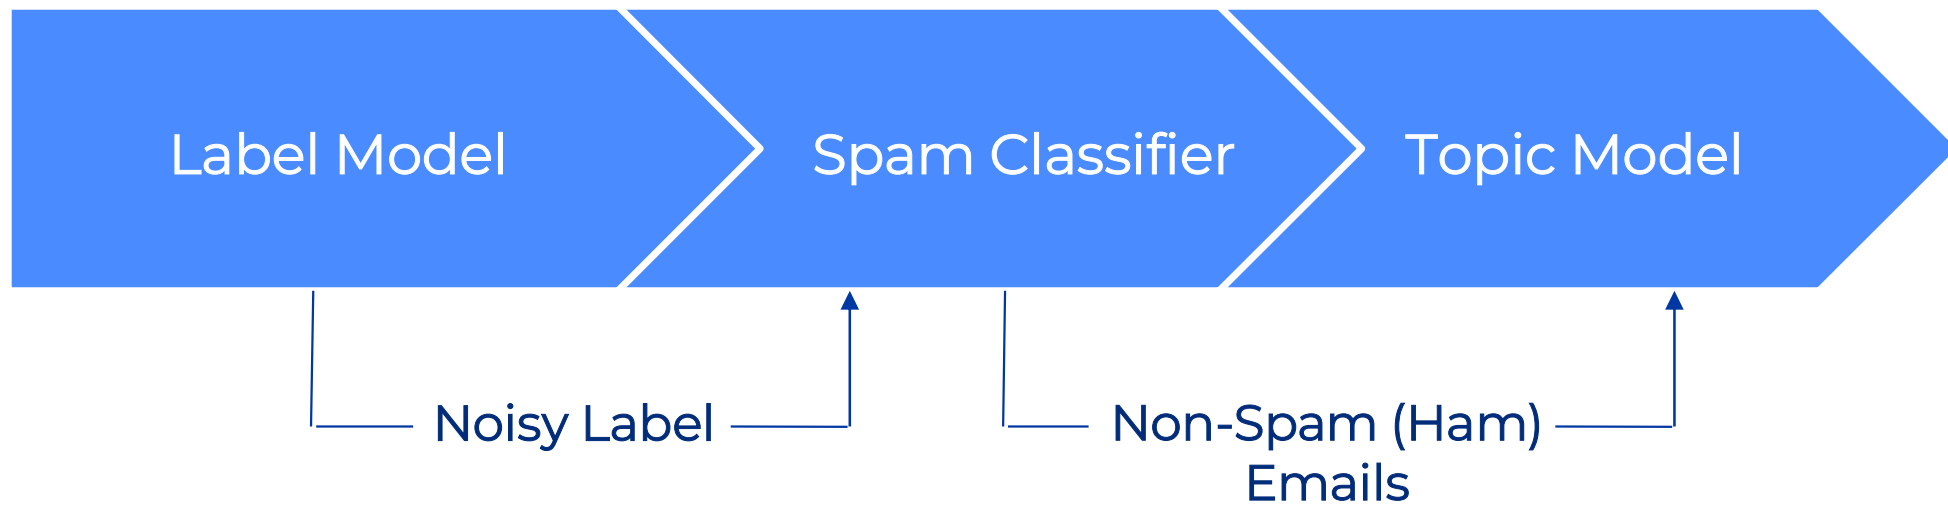 Label Model
Spam Classifier
Topic Model
Noisy Label
Non-Spam (Ham)
Emails